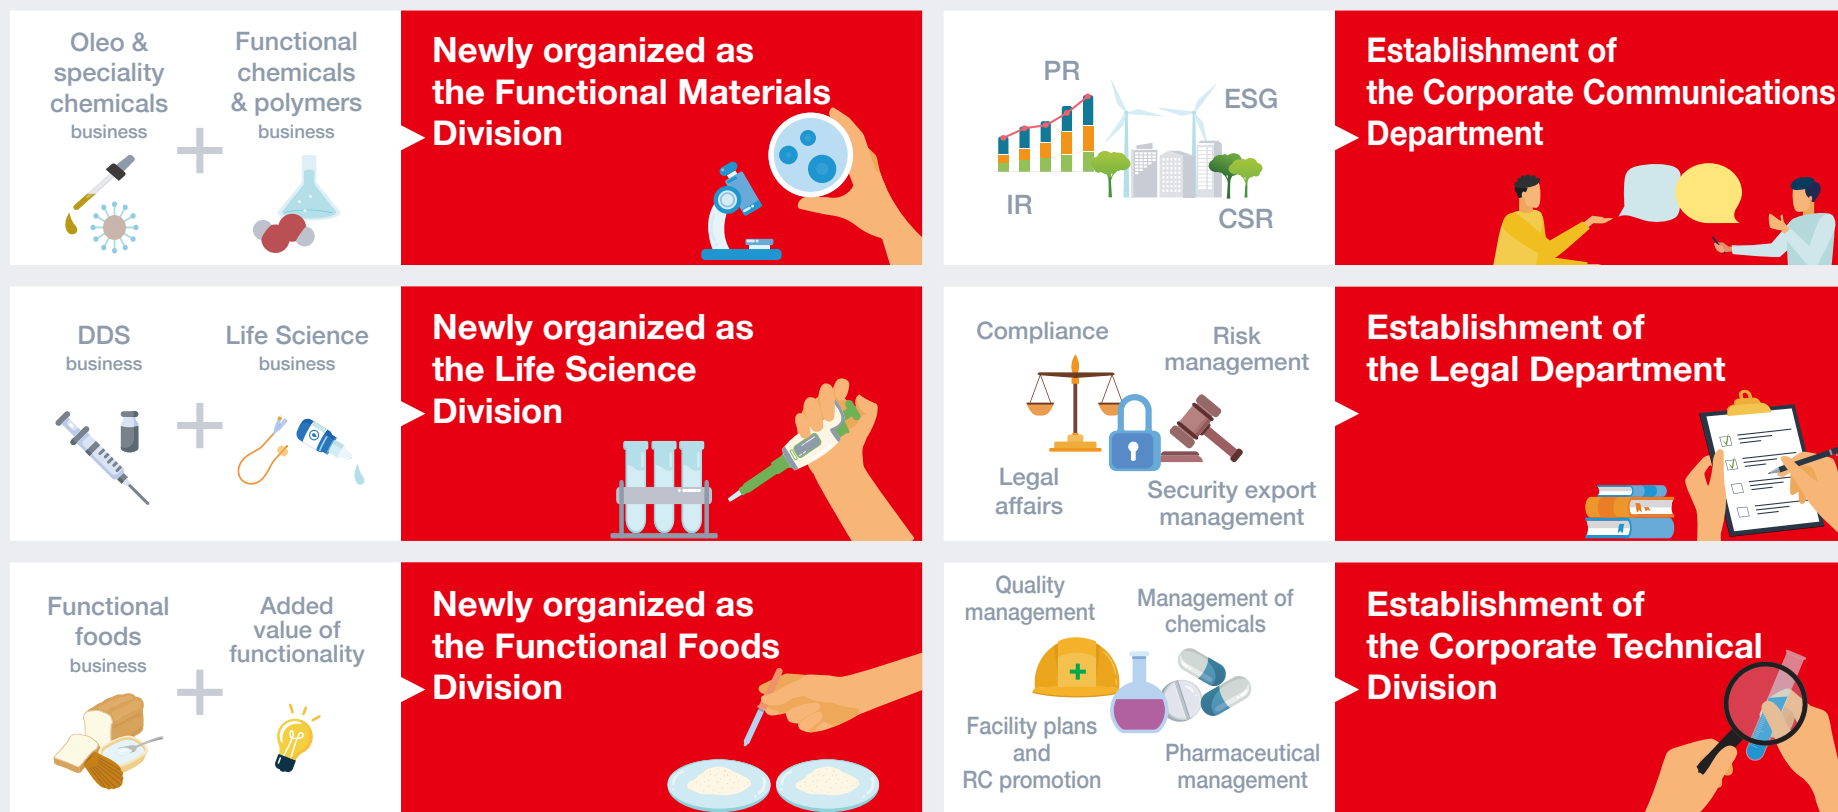 Oleo &
speciality
chemicals
business
Functional
chemicals
& polymers
business
Newly organized as
the Functional Materials
Division
DDS
business
Life Science
business
Newly organized as
the Life Science
Division
Functional
foods
business
Added
value of
functionality
Newly organized as
the Functional Foods
Division
PR
ESG
IR
CSR
Establishment of
the Corporate Communications
Department
Compliance
Risk
management
Legal
affairs
Security export
management
Establishment of
the Legal Department
Quality
management
Management of
chemicals
Facility plans
and
RC promotion
Pharmaceutical
management
Establishment of
the Corporate Technical
Division